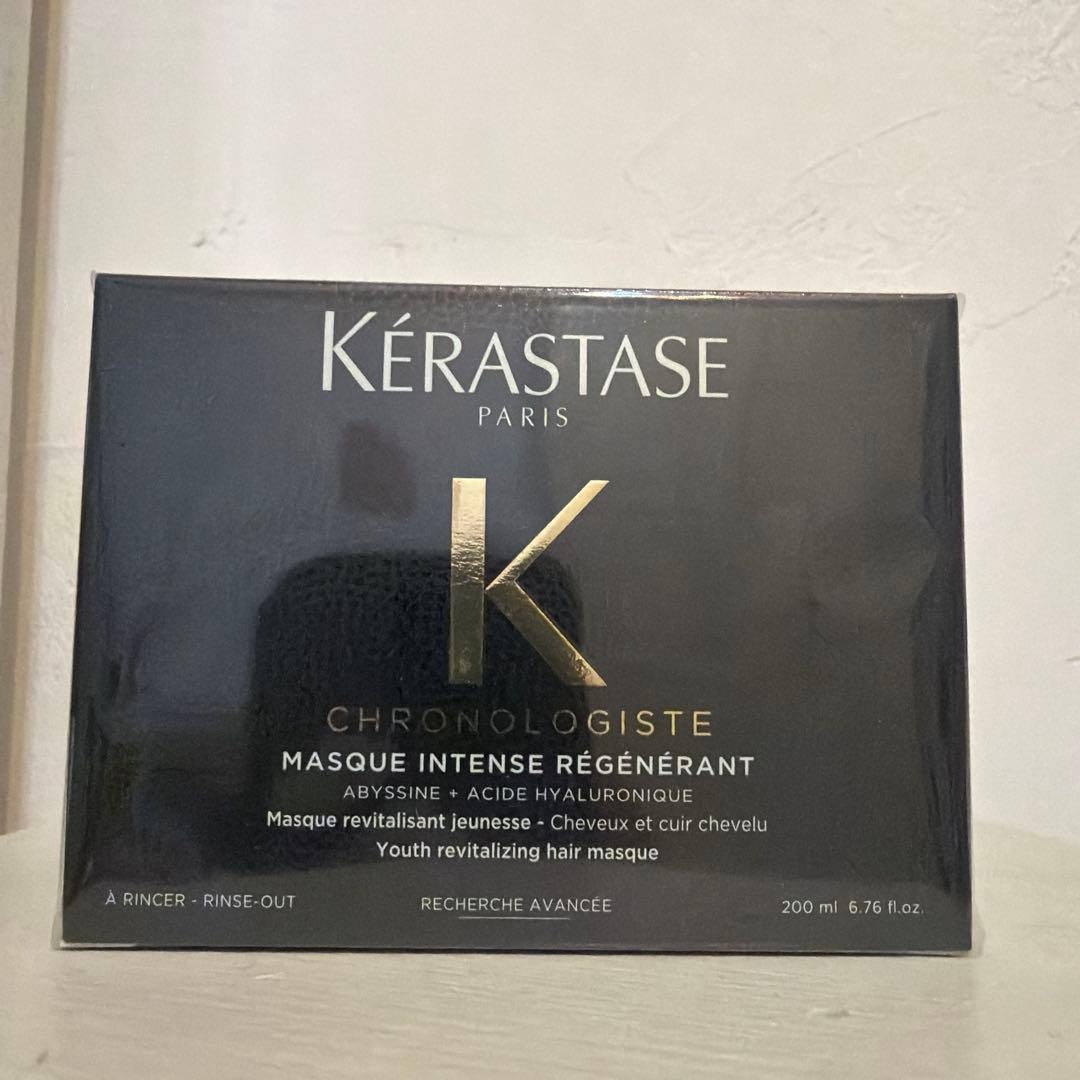 KÉRASTASE
PARIS
K
CHRONOLOGISTE
MASQUE INTENSE RÉGÉNÉRANT
ABYSSINE + ACIDE HYALURONIQUE
Masque revitalisant jeunesse - Cheveux et cuir chevelu
Youth revitalizing hair masque
À RINCER - RINSE-OUT
RECHERCHE AVANCÉE
200 ml 6.76 fl.oz.